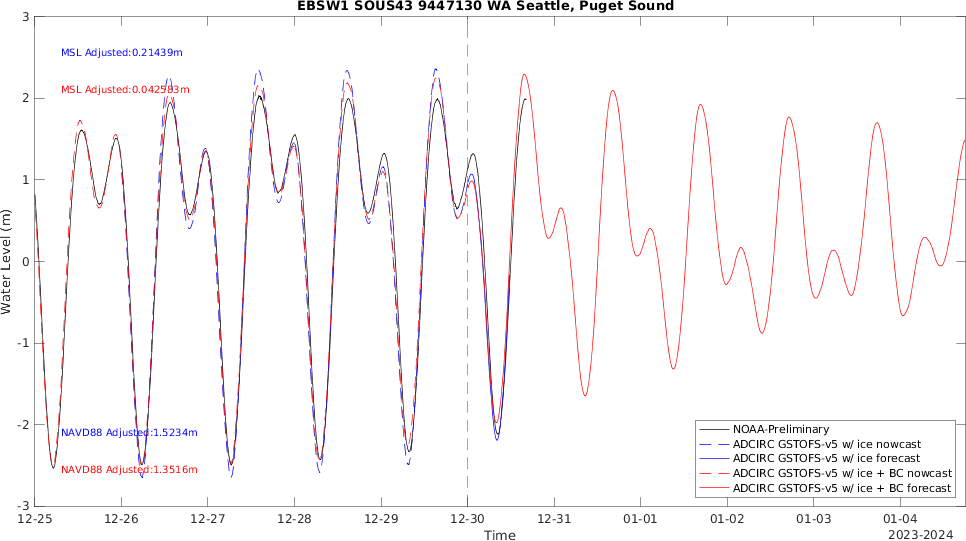 EBSW1 SOUS43 9447130 WA Seattle, Puget Sound
3
2
1
0
-1
-2
-3
Water Level (m)
MSL Adjusted:0.21439m
MSL Adjusted:0.042583m
NAVD88 Adjusted:1.5234m
NAVD88 Adjusted:1.3516m
NOAA-Preliminary
ADCIRC GSTOFS-v5 w/ ice nowcast
ADCIRC GSTOFS-v5 w/ ice forecast
ADCIRC GSTOFS-v5 w/ ice + BC nowcast
ADCIRC GSTOFS-v5 w/ ice + BC forecast
12-25 12-26 12-27 12-28 12-29 12-30 12-31 01-01 01-02 01-03 01-04
Time
2023-2024